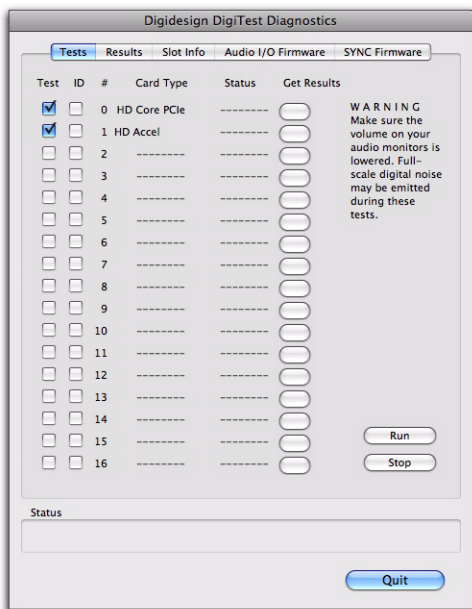 Digidesign DigiTest Diagnostics
Tests Results Slot Info Audio I/O Firmware SYNC Firmware
Test ID # Card Type Status Get Results
0 HD Core PCIe --------
1 HD Accel --------
2 -------- --------
3 -------- --------
4 -------- --------
5 -------- --------
6 -------- --------
7 -------- --------
8 -------- --------
9 -------- --------
10 -------- --------
11 -------- --------
12 -------- --------
13 -------- --------
14 -------- --------
15 -------- --------
16 -------- --------
W A R N I N G
Make sure the
volume on your
audio monitors is
lowered. Full-
scale digital noise
may be emitted
during these
tests.
Run
Stop
Status
Quit